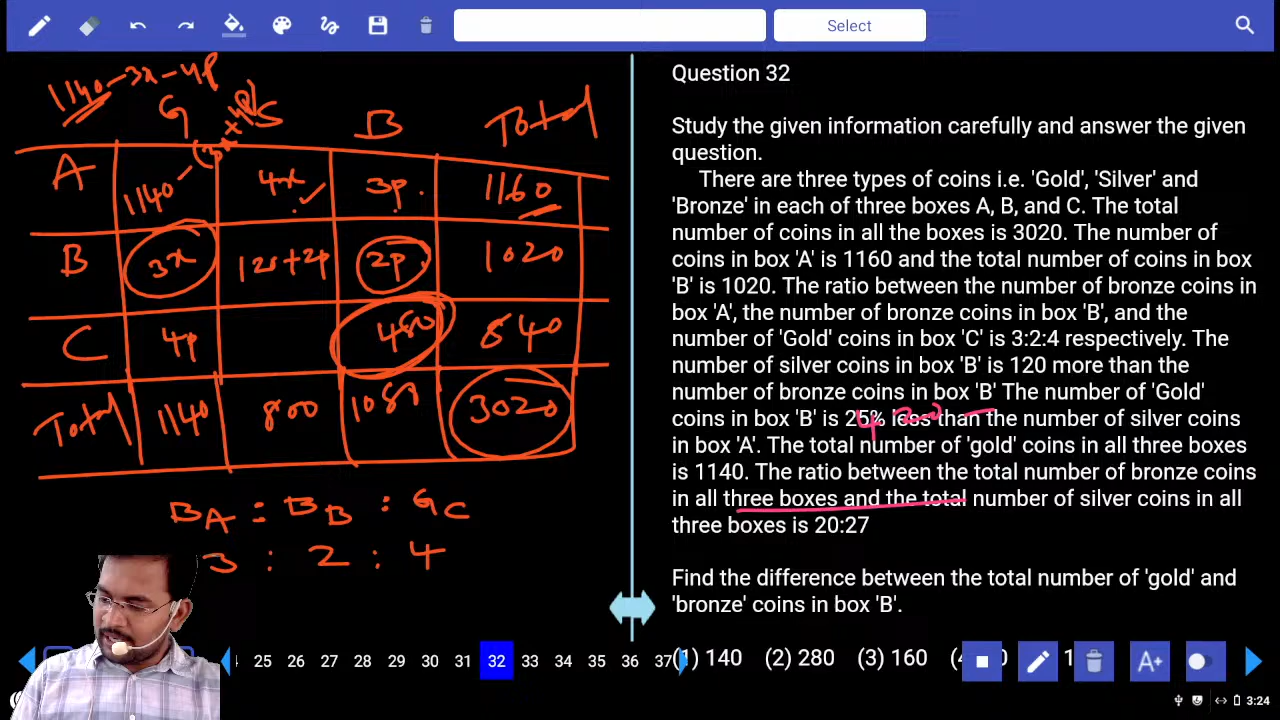 Select
1140-3x-4p
G S B Total
A 1140-(3x+4p) 4x 3p 1160
B 3x 120+2p 2p 1020
C 4p 480 840
Total 1140 800 1080 3020
BA : BB : GC
3 : 2 : 4
Question 32
Study the given information carefully and answer the given
question.
There are three types of coins i.e. 'Gold', 'Silver' and
'Bronze' in each of three boxes A, B, and C. The total
number of coins in all the boxes is 3020. The number of
coins in box 'A' is 1160 and the total number of coins in box
'B' is 1020. The ratio between the number of bronze coins in
box 'A', the number of bronze coins in box 'B', and the
number of 'Gold' coins in box 'C' is 3:2:4 respectively. The
number of silver coins in box 'B' is 120 more than the
number of bronze coins in box 'B' The number of 'Gold'
coins in box 'B' is 25% less than the number of silver coins
in box 'A'. The total number of 'gold' coins in all three boxes
is 1140. The ratio between the total number of bronze coins
in all three boxes and the total number of silver coins in all
three boxes is 20:27
Find the difference between the total number of 'gold' and
'bronze' coins in box 'B'.
(1) 140 (2) 280 (3) 160
25 26 27 28 29 30 31 32 33 34 35 36 37
A+
3:24